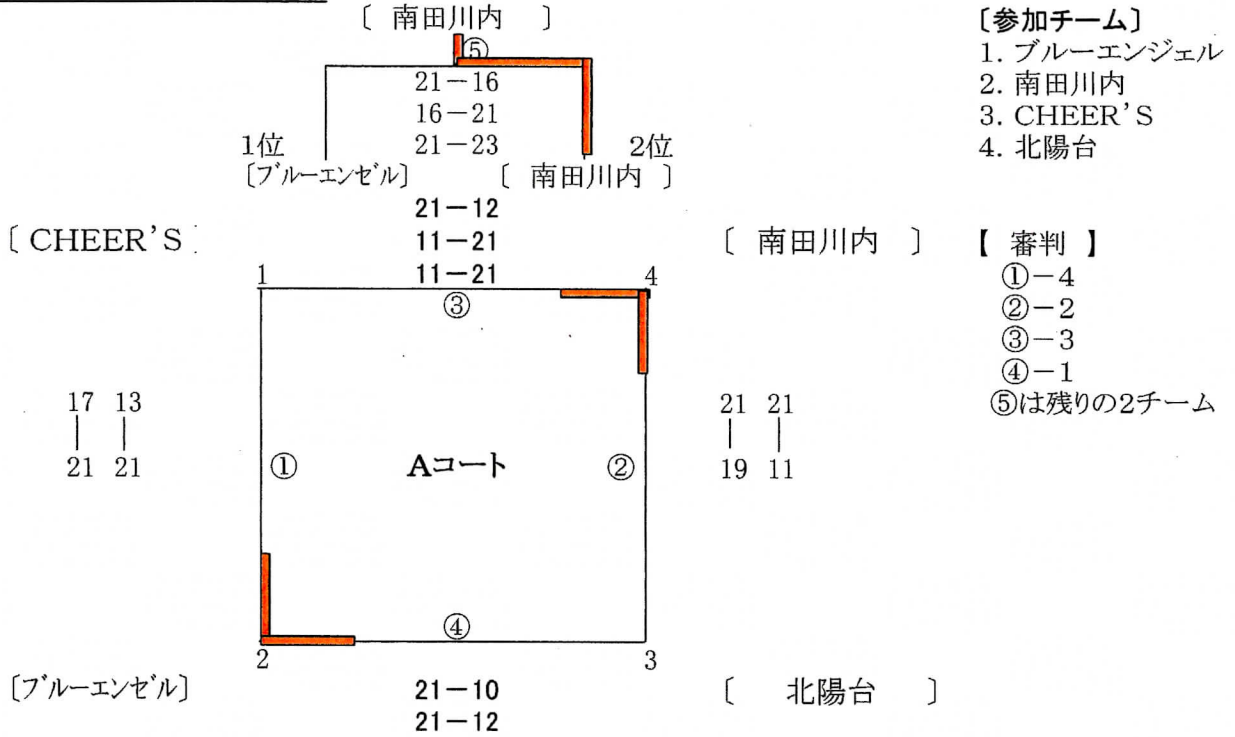 〔 南田川内 〕
⑤
21－16
16－21
21－23
1位
2位
〔ブルーエンゼル〕
〔 南田川内 〕
〔参加チーム〕
1. ブルーエンジェル
2. 南田川内
3. CHEER'S
4. 北陽台
21－12
11－21
11－21
〔 CHEER'S
〔 南田川内 〕
1
4
③
【 審判 】
①－4
②－2
③－3
④－1
⑤は残りの2チーム
17 13
21 21
①
Aコート
②
21 21
19 11
④
2
3
〔ブルーエンゼル〕
21－10
21－12
〔 北陽台 〕